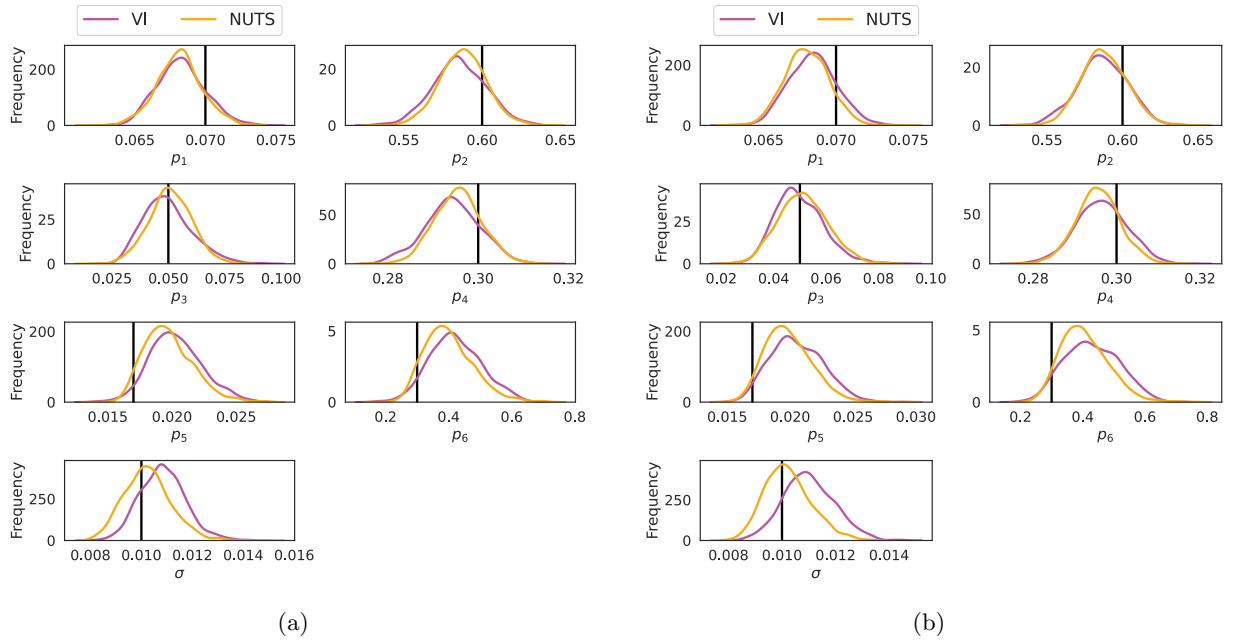 VI NUTS
Frequency
200
0
0.065 0.070 0.075
p1
20
0
0.55 0.60 0.65
p2
Frequency
25
0
0.025 0.050 0.075 0.100
p3
50
0
0.28 0.30 0.32
p4
Frequency
200
0
0.015 0.020 0.025
p5
5
0
0.2 0.4 0.6 0.8
p6
Frequency
250
0
0.008 0.010 0.012 0.014 0.016
σ
(a)
VI NUTS
Frequency
200
0
0.065 0.070 0.075
p1
20
0
0.55 0.60 0.65
p2
Frequency
25
0
0.02 0.04 0.06 0.08 0.10
p3
50
0
0.28 0.30 0.32
p4
Frequency
200
0
0.015 0.020 0.025 0.030
p5
5
0
0.2 0.4 0.6 0.8
p6
Frequency
250
0
0.008 0.010 0.012 0.014
σ
(b)